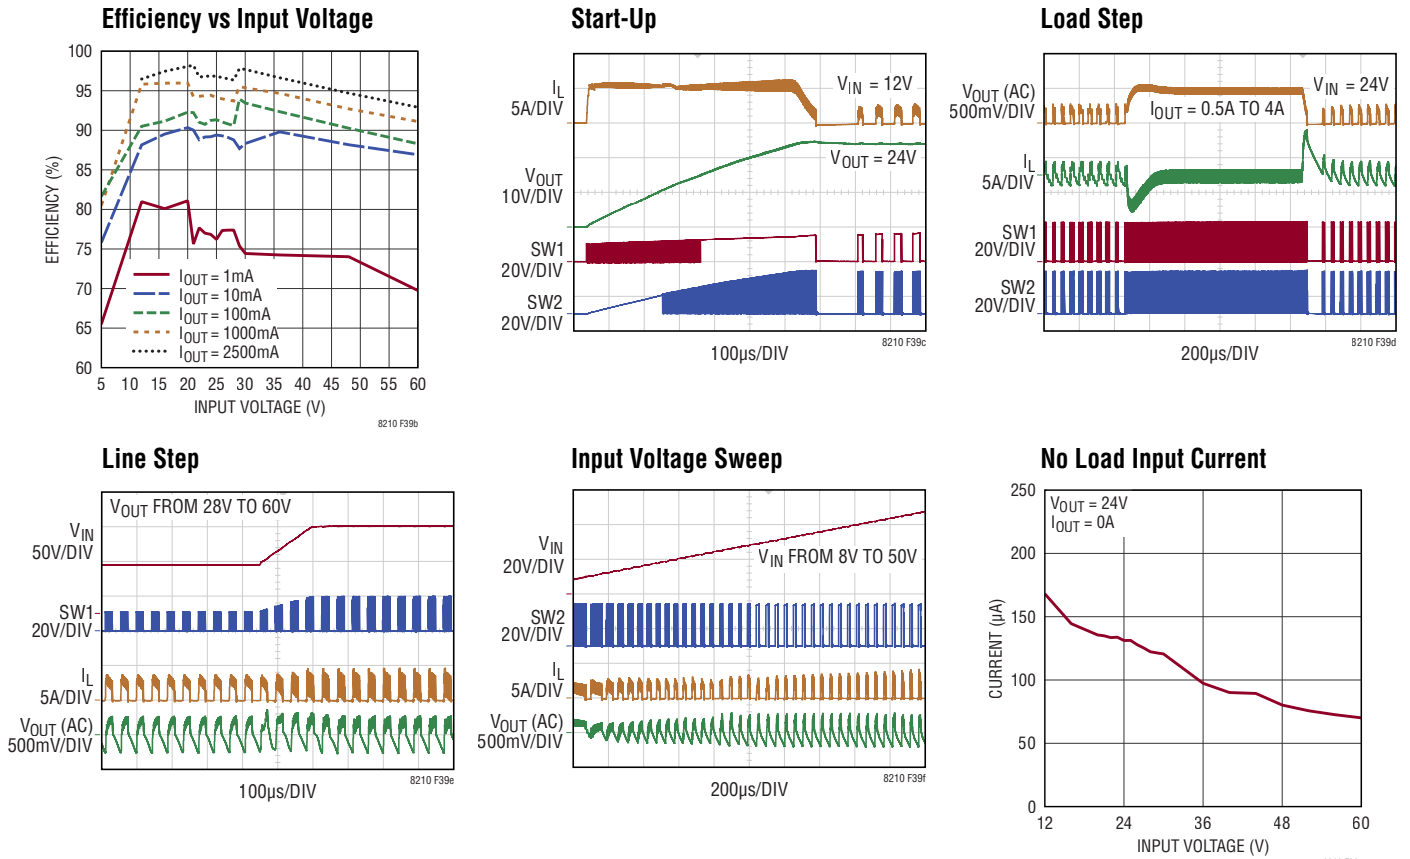 Efficiency vs Input Voltage
100
95
90
85
80
75
70
65
60
EFFICIENCY (%)
IOUT = 1mA
IOUT = 10mA
IOUT = 100mA
IOUT = 1000mA
IOUT = 2500mA
5 10 15 20 25 30 35 40 45 50 55 60
INPUT VOLTAGE (V)
8210 F39b
Start-Up
IL
5A/DIV
VOUT
10V/DIV
SW1
20V/DIV
SW2
20V/DIV
VIN = 12V
VOUT = 24V
8210 F39c
100µs/DIV
Load Step
VOUT (AC)
500mV/DIV
IL
5A/DIV
SW1
20V/DIV
SW2
20V/DIV
VIN = 24V
IOUT = 0.5A TO 4A
8210 F39d
200µs/DIV
Line Step
VOUT FROM 28V TO 60V
VIN
50V/DIV
SW1
20V/DIV
IL
5A/DIV
VOUT (AC)
500mV/DIV
8210 F39e
100µs/DIV
Input Voltage Sweep
VIN
20V/DIV
SW2
20V/DIV
IL
5A/DIV
VOUT (AC)
500mV/DIV
VIN FROM 8V TO 50V
8210 F39f
200µs/DIV
No Load Input Current
250
200
150
100
50
0
CURRENT (µA)
VOUT = 24V
IOUT = 0A
12 24 36 48 60
INPUT VOLTAGE (V)